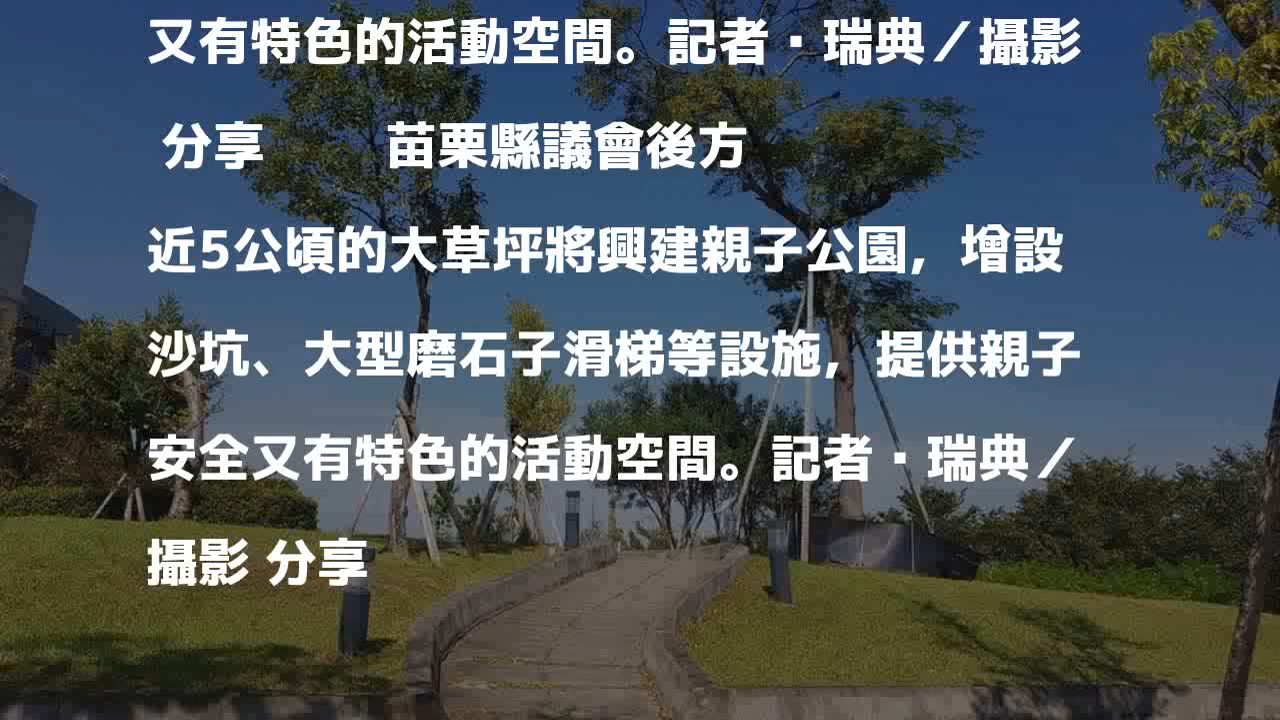 又有特色的活動空間。記者▪瑞典／攝影
分享 苗栗縣議會後方
近5公頃的大草坪將興建親子公園，增設
沙坑、大型磨石子滑梯等設施，提供親子
安全又有特色的活動空間。記者▪瑞典／
攝影 分享